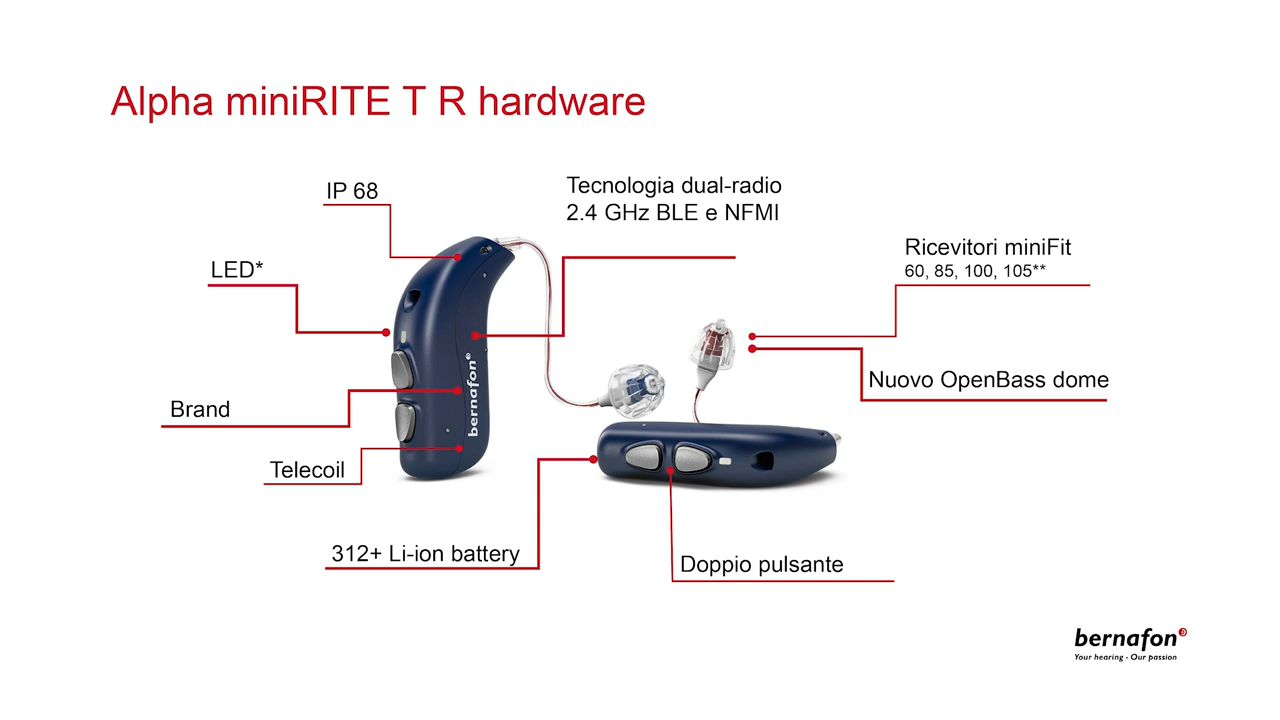 Alpha miniRITE T R hardware
IP 68
Tecnologia dual-radio
2.4 GHz BLE e NFMI
Ricevitori miniFit
60, 85, 100, 105**
LED*
Nuovo OpenBass dome
Brand
bernafon
Telecoil
312+ Li-ion battery
Doppio pulsante
bernafon
Your hearing - Our passion